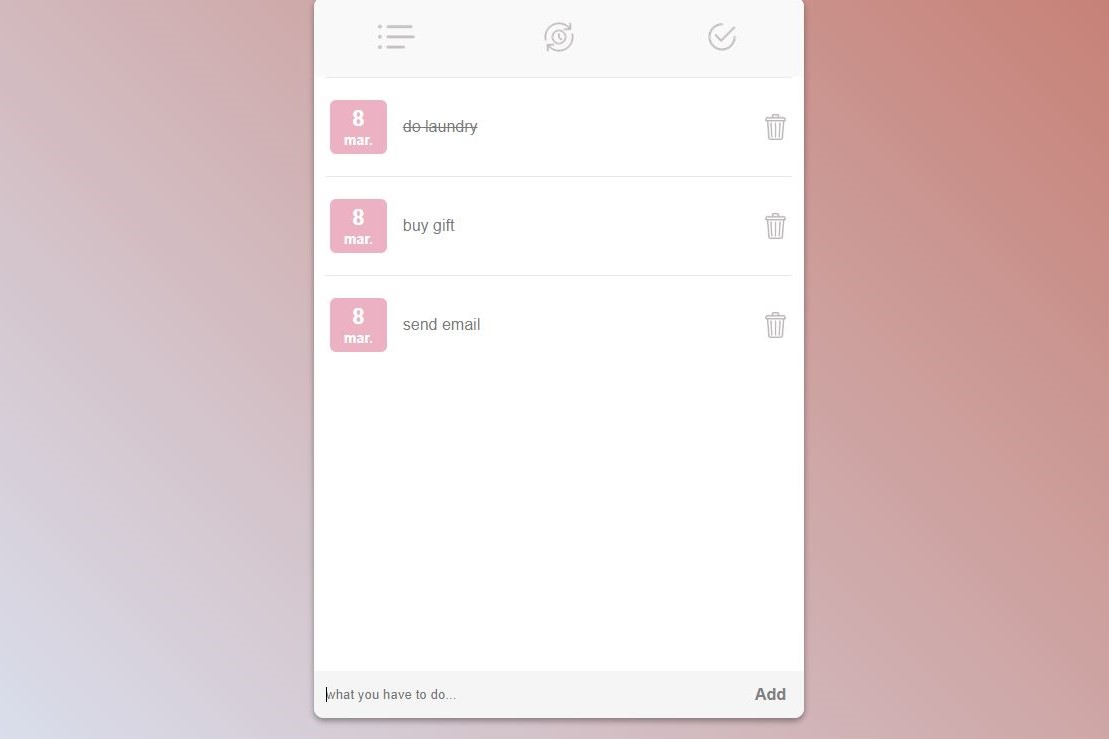 8
mar.
do laundry
8
mar.
buy gift
8
mar.
send email
what you have to do...
Add